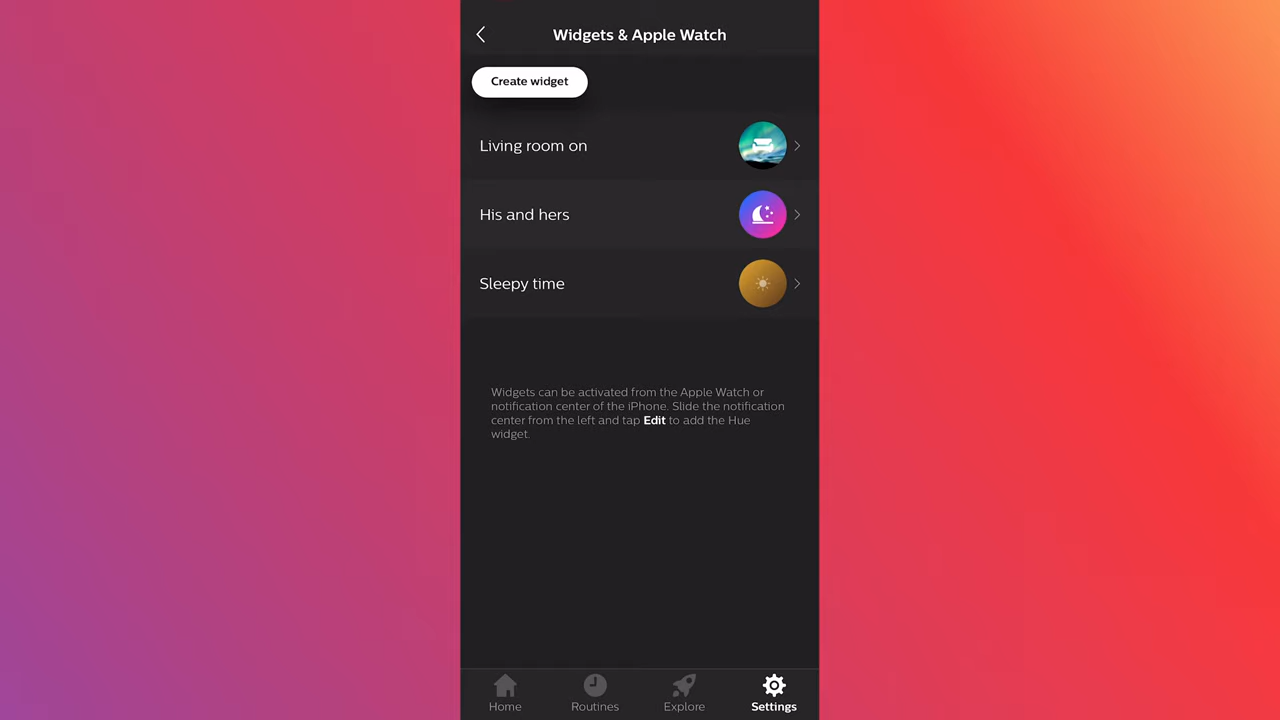 Widgets & Apple Watch
Create widget
Living room on
His and hers
Sleepy time
Widgets can be activated from the Apple Watch or
notification center of the iPhone. Slide the notification
center from the left and tap Edit to add the Hue
widget.
Home
Routines
Explore
Settings